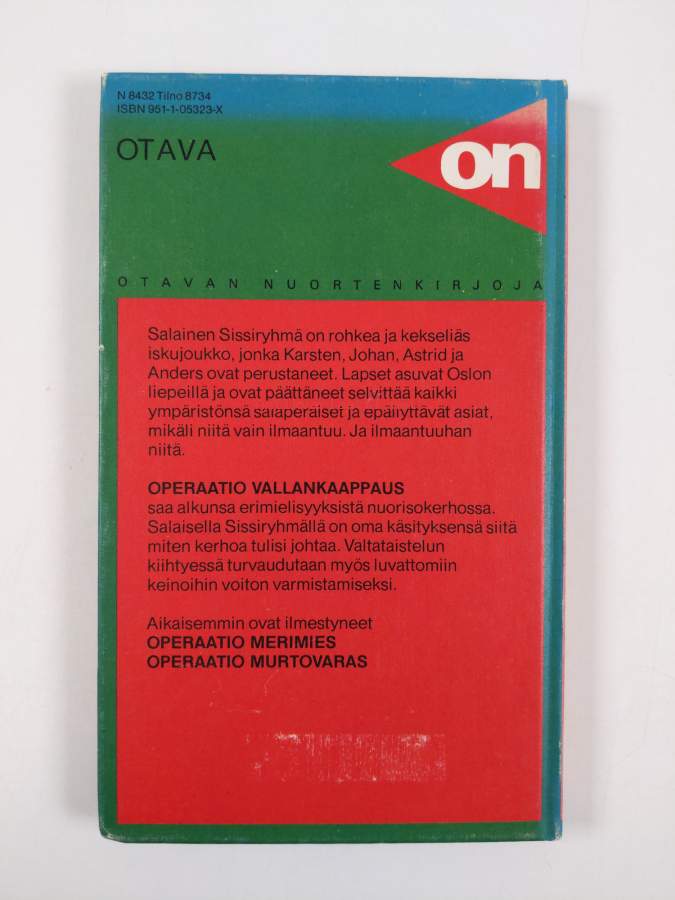 N 8432 Tilno 8734
ISBN 951-1-05323-X
OTAVA
on
OTAVAN NUORTENKIRJOJA
Salainen Sissiryhmä on rohkea ja kekseliäs
iskujoukko, jonka Karsten, Johan, Astrid ja
Anders ovat perustaneet. Lapset asuvat Oslon
liepeillä ja ovat päättäneet selvittää kaikki
ympäristönsä salaperäiset ja epäilyttävät asiat,
mikäli niitä vain ilmaantuu. Ja ilmaantuuhan
niitä.
OPERAATIO VALLANKAAPPAUS
saa alkunsa erimielisyyksistä nuorisokerhossa.
Salaisella Sissiryhmällä on oma käsityksensä siitä
miten kerhoa tulisi johtaa. Valtataistelun
kiihtyessä turvaudutaan myös luvattomiin
keinoihin voiton varmistamiseksi.
Aikaisemmin ovat ilmestyneet
OPERAATIO MERIMIES
OPERAATIO MURTOVARAS